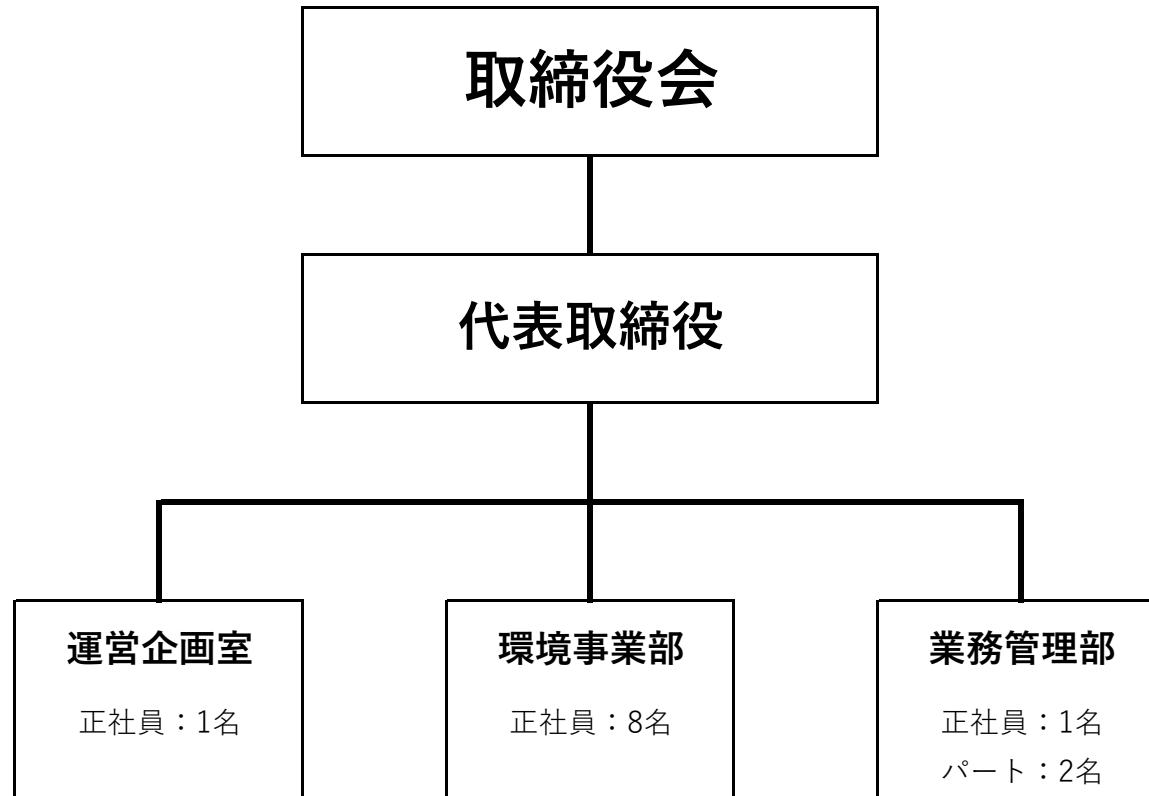 取締役会
代表取締役
運営企画室
正社員：1名
環境事業部
正社員：8名
業務管理部
正社員：1名
パート：2名